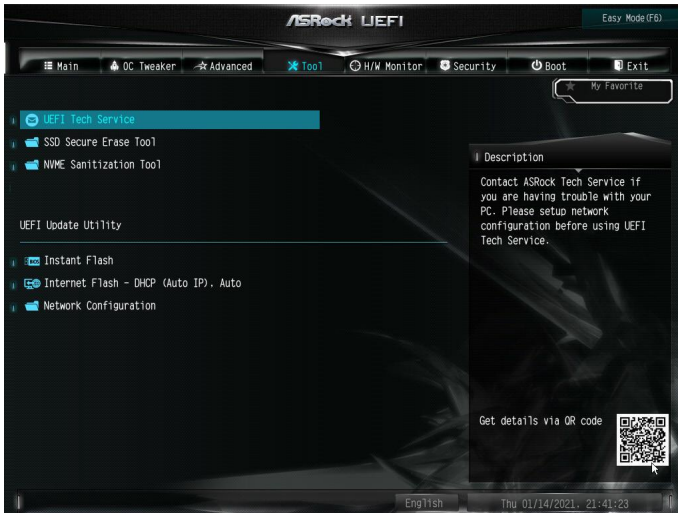 ASRock UEFI
Easy Mode(F6)
Main
OC Tweaker
Advanced
Tool
H/W Monitor
Security
Boot
Exit
My Favorite
UEFI Tech Service
SSD Secure Erase Tool
NVME Sanitization Tool
UEFI Update Utility
BIOS
Instant Flash
Internet Flash - DHCP (Auto IP), Auto
Network Configuration
Description
Contact ASRock Tech Service if
you are having trouble with your
PC. Please setup network
configuration before using UEFI
Tech Service.
Get details via QR code
English
Thu 01/14/2021, 21:41:23